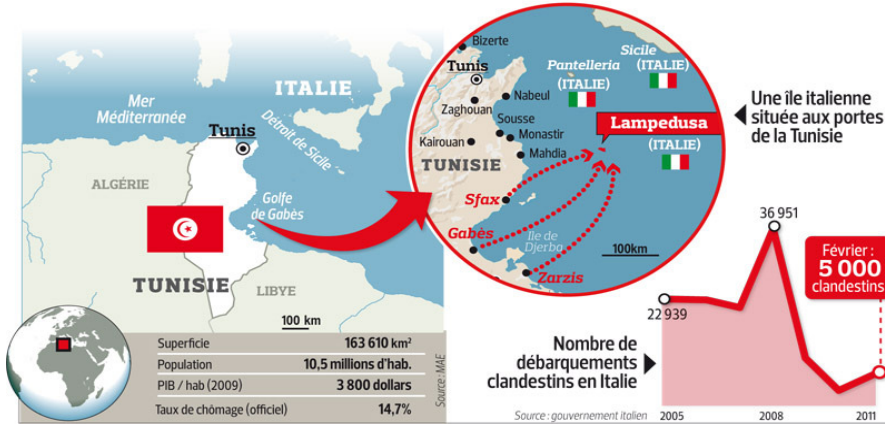 Mer
Méditerranée
ITALIE
Détroit de Sicile
Tunis
ALGÉRIE
Golfe
de Gabès
TUNISIE
LIBYE
100 km
Superficie 163 610 km²
Population 10,5 millions d'hab.
PIB / hab (2009) 3 800 dollars
Taux de chômage (officiel) 14,7%
Source : MAE
Bizerte
Tunis
Zaghouan
Nabeul
Sousse
Monastir
Kairouan
Mahdia
TUNISIE
Pantelleria
(ITALIE)
Sicile
(ITALIE)
Lampedusa
(ITALIE)
Sfax
Gabès
Île de
Djerba
Zarzis
100km
Une île italienne
située aux portes
de la Tunisie
Nombre de
débarquements
clandestins en Italie
22 939
36 951
Février :
5 000
clandestins
Source : gouvernement italien
2005
2008
2011